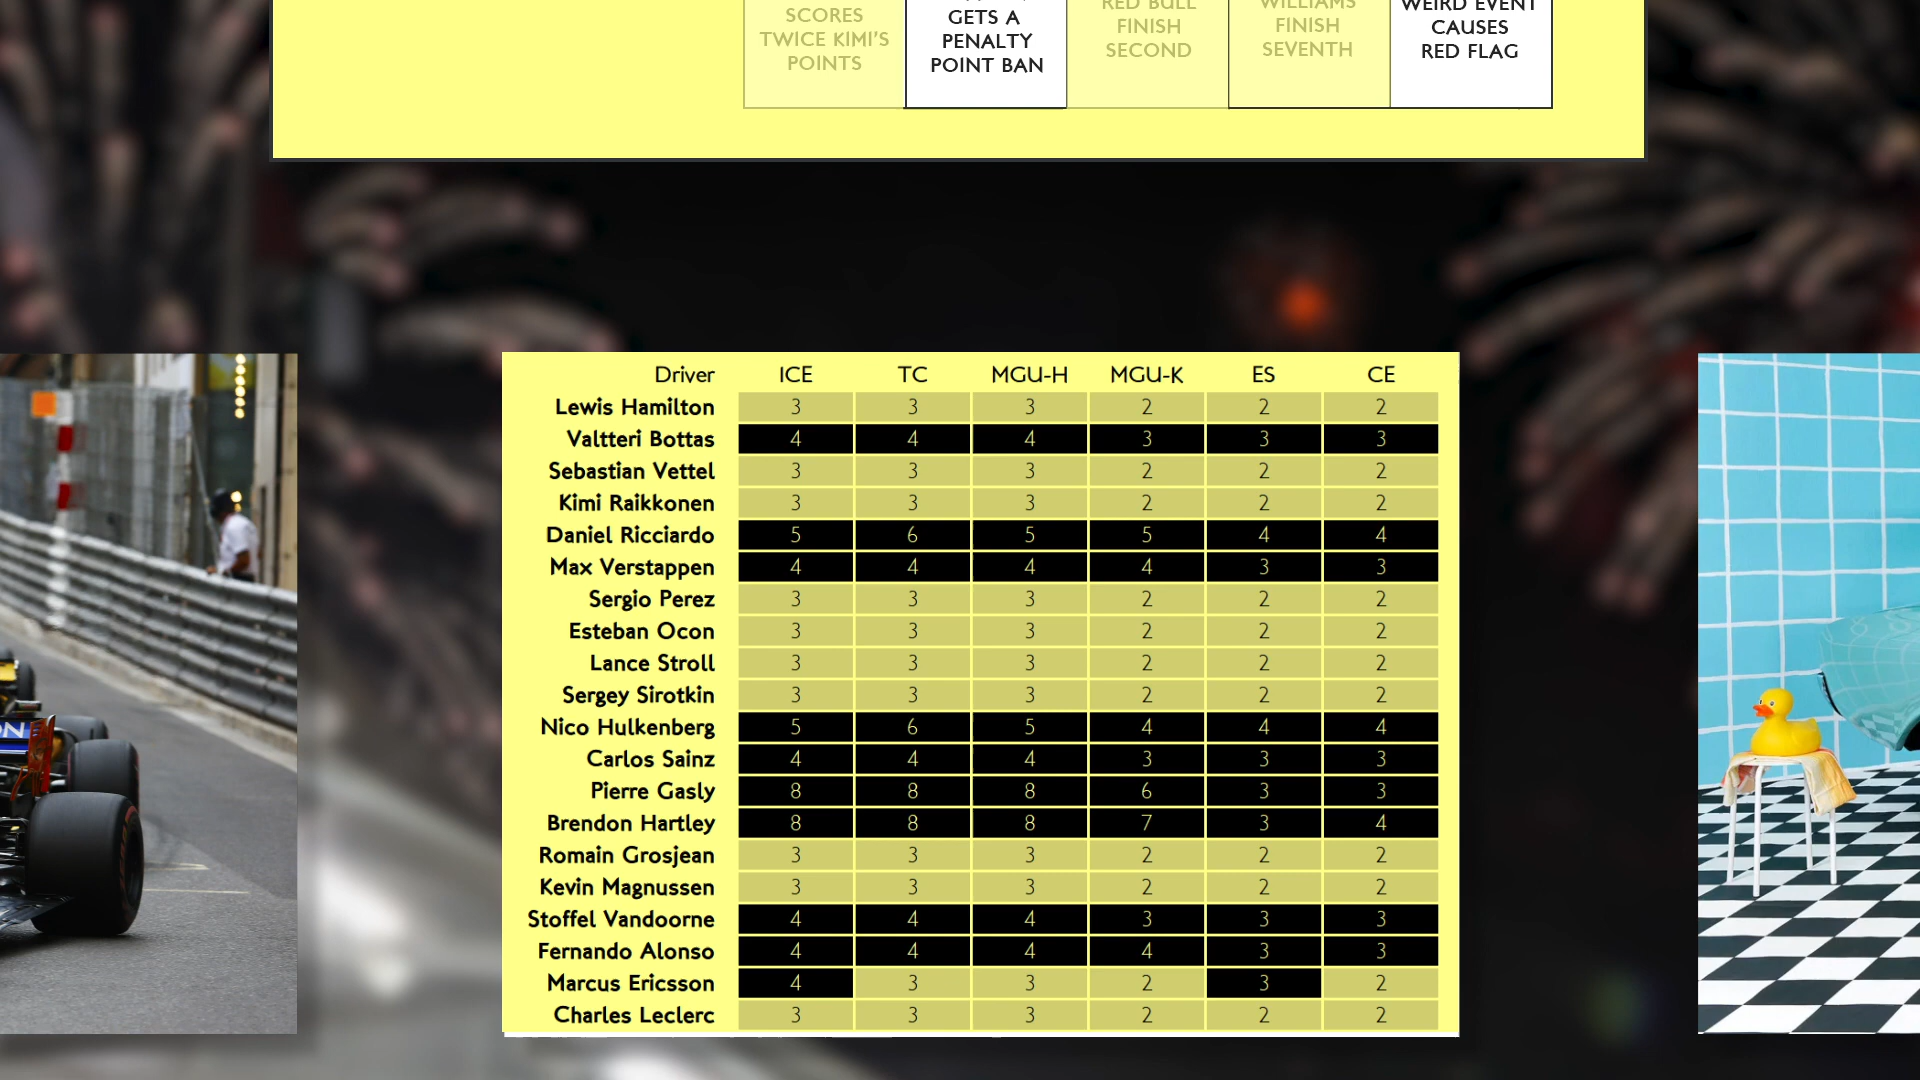 SCORES
TWICE KIMI'S
POINTS
GETS A
PENALTY
POINT BAN
RED BULL
FINISH
SECOND
WILLIAMS
FINISH
SEVENTH
WEIRD EVENT
CAUSES
RED FLAG
Driver ICE TC MGU-H MGU-K ES CE
Lewis Hamilton 3 3 3 2 2 2
Valtteri Bottas 4 4 4 3 3 3
Sebastian Vettel 3 3 3 2 2 2
Kimi Raikkonen 3 3 3 2 2 2
Daniel Ricciardo 5 6 5 5 4 4
Max Verstappen 4 4 4 4 3 3
Sergio Perez 3 3 3 2 2 2
Esteban Ocon 3 3 3 2 2 2
Lance Stroll 3 3 3 2 2 2
Sergey Sirotkin 3 3 3 2 2 2
Nico Hulkenberg 5 6 5 4 4 4
Carlos Sainz 4 4 4 3 3 3
Pierre Gasly 8 8 8 6 3 3
Brendon Hartley 8 8 8 7 3 4
Romain Grosjean 3 3 3 2 2 2
Kevin Magnussen 3 3 3 2 2 2
Stoffel Vandoorne 4 4 4 3 3 3
Fernando Alonso 4 4 4 4 3 3
Marcus Ericsson 4 3 3 2 3 2
Charles Leclerc 3 3 3 2 2 2